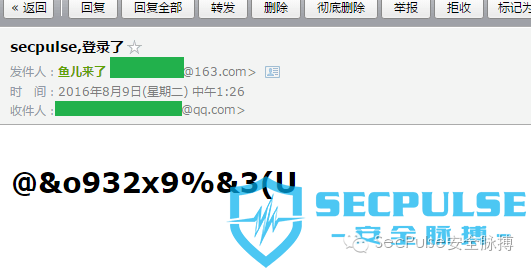 « 返回 回复 回复全部 转发 删除 彻底删除 举报 拒收 标记为
secpulse,登录了☆
发件人：鱼儿来了 @163.com>
时 间：2016年8月9日(星期二) 中午1:26
收件人： @qq.com>
@&o932x9%&3(U
SECPULSE
安全脉搏
SecPulse安全脉搏